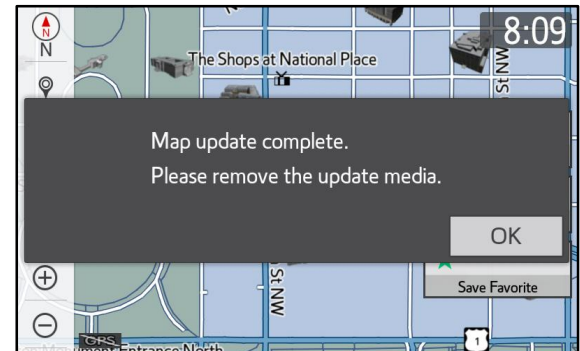 N
N
8:09
The Shops at National Place
St NW
Map update complete.
Please remove the update media.
OK
St NW
Save Favorite
GPS
1
Entrance North